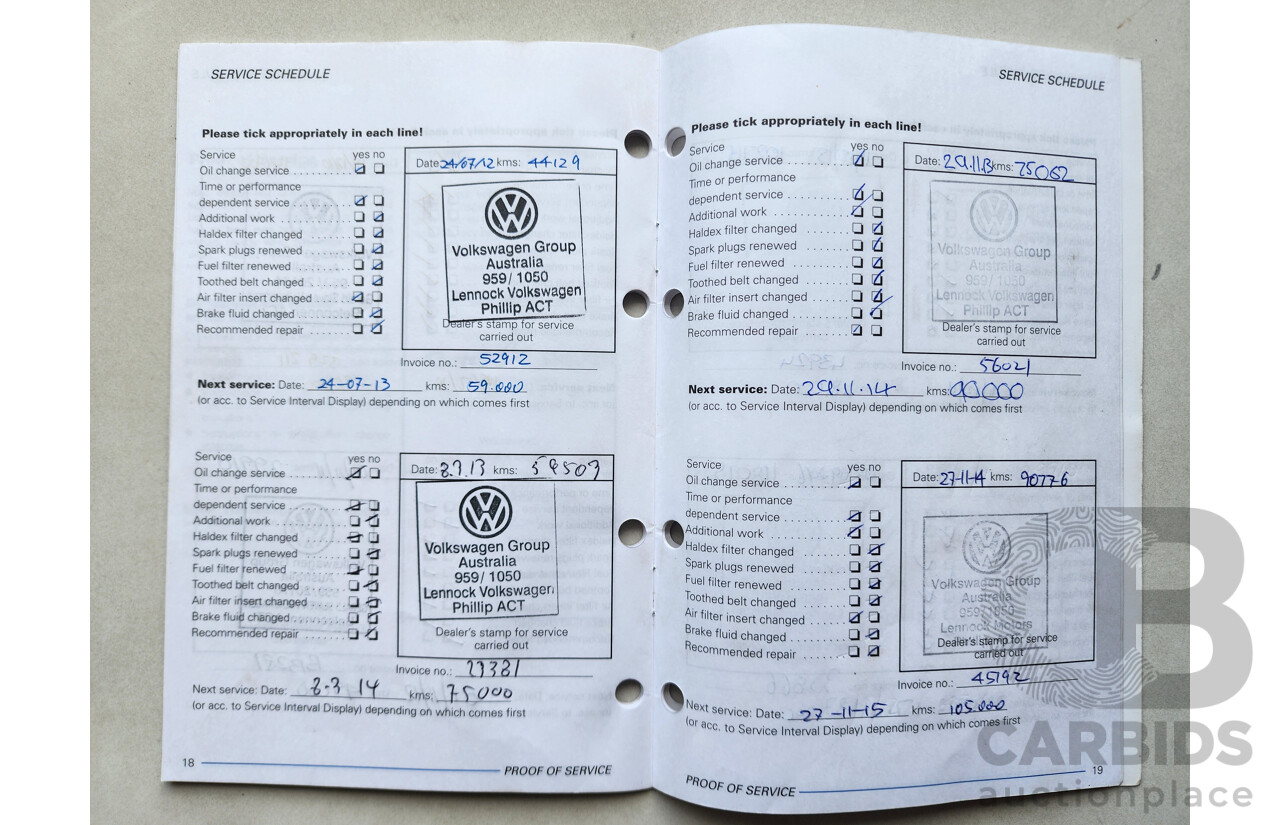 SERVICE SCHEDULE
Please tick appropriately in each line!
Service yes no
Oil change service
Time or performance
dependent service
Additional work
Haldex filter changed
Spark plugs renewed
Fuel filter renewed
Toothed belt changed
Air filter insert changed
Brake fluid changed
Recommended repair
Date: 24/07/12 kms: 44129
Volkswagen Group
Australia
959/1050
Lennock Volkswagen
Phillip ACT
Dealer's stamp for service
carried out
Invoice no.: 52912
Next service: Date: 24-07-13 kms: 59.000
(or acc. to Service Interval Display) depending on which comes first
Service yes no
Oil change service
Time or performance
dependent service
Additional work
Haldex filter changed
Spark plugs renewed
Fuel filter renewed
Toothed belt changed
Air filter insert changed
Brake fluid changed
Recommended repair
Date: kms: 59507
Volkswagen Group
Australia
959/1050
Lennock Volkswagen
Phillip ACT
Dealer's stamp for service
carried out
Invoice no.:
Next service: Date: 8-3 14 kms: 75000
(or acc. to Service Interval Display) depending on which comes first
18 PROOF OF SERVICE
SERVICE SCHEDULE
Please tick appropriately in each line!
Service yes no
Oil change service
Time or performance
dependent service
Additional work
Haldex filter changed
Spark plugs renewed
Fuel filter renewed
Toothed belt changed
Air filter insert changed
Brake fluid changed
Recommended repair
Date: 29.11.13 kms: 75062
Volkswagen Group
Australia
959/1050
Lennock Volkswagen
Phillip ACT
Dealer's stamp for service
carried out
Invoice no.: 56021
Next service: Date: 29.11.14 kms: 90000
(or acc. to Service Interval Display) depending on which comes first
Service yes no
Oil change service
Time or performance
dependent service
Additional work
Haldex filter changed
Spark plugs renewed
Fuel filter renewed
Toothed belt changed
Air filter insert changed
Brake fluid changed
Recommended repair
Date: 27-11-14 kms: 90776
Volkswagen Group
Australia
959/1050
Lennock Motors
Dealer's stamp for service
carried out
Invoice no.: 45192
Next service: Date: 27-11-15 kms: 105.000
(or acc. to Service Interval Display) depending on which comes first
PROOF OF SERVICE 19
CARBIDS
auctionplace